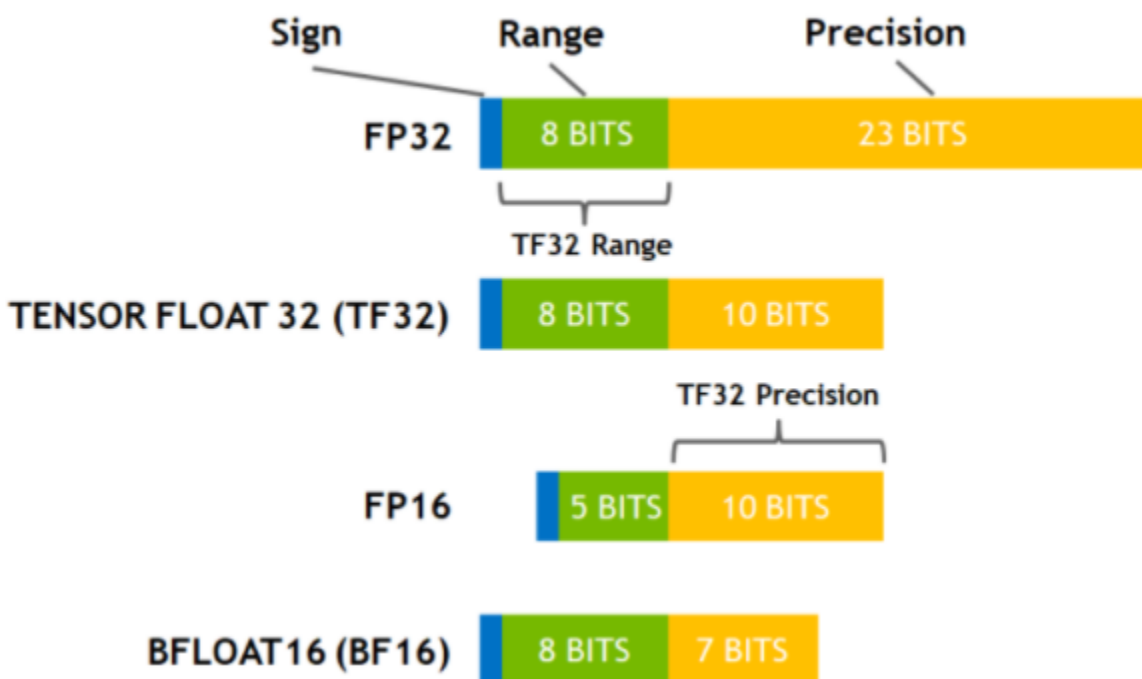 Sign Range Precision
FP32 8 BITS 23 BITS
TF32 Range
TENSOR FLOAT 32 (TF32) 8 BITS 10 BITS
TF32 Precision
FP16 5 BITS 10 BITS
BFLOAT16 (BF16) 8 BITS 7 BITS